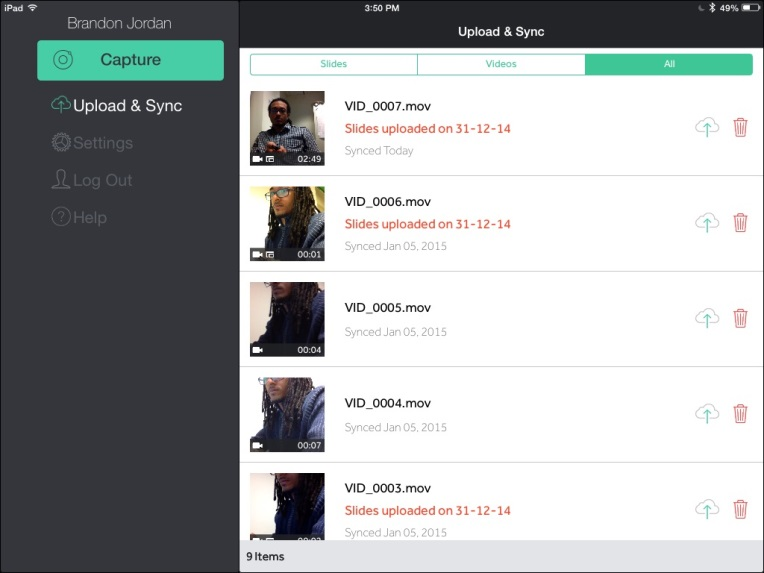 iPad 3:50 PM 49%
Brandon Jordan
Capture
Upload & Sync
Settings
Log Out
Help
Upload & Sync
Slides Videos All
VID_0007.mov
Slides uploaded on 31-12-14
Synced Today
02:49
VID_0006.mov
Slides uploaded on 31-12-14
Synced Jan 05, 2015
00:01
VID_0005.mov
Synced Jan 05, 2015
00:04
VID_0004.mov
Synced Jan 05, 2015
00:07
VID_0003.mov
Slides uploaded on 31-12-14
Synced Jan 05, 2015
9 Items